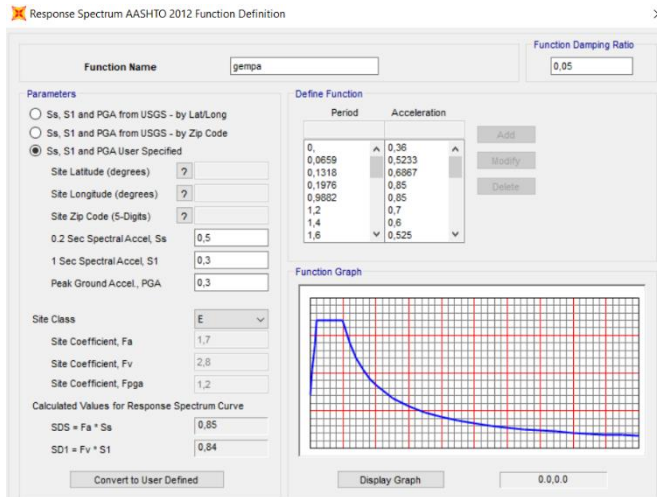 Response Spectrum AASHTO 2012 Function Definition
Function Damping Ratio
Function Name gempa 0,05
Parameters
Ss, S1 and PGA from USGS - by Lat/Long
Ss, S1 and PGA from USGS - by Zip Code
Ss, S1 and PGA User Specified
Site Latitude (degrees) ?
Site Longitude (degrees) ?
Site Zip Code (5-Digits) ?
0.2 Sec Spectral Accel, Ss 0,5
1 Sec Spectral Accel, S1 0,3
Peak Ground Accel., PGA 0,3
Site Class E
Site Coefficient, Fa 1,7
Site Coefficient, Fv 2,8
Site Coefficient, Fpga 1,2
Calculated Values for Response Spectrum Curve
SDS = Fa * Ss 0,85
SD1 = Fv * S1 0,84
Convert to User Defined
Define Function
Period Acceleration
0, 0,36
0,0659 0,5233
0,1318 0,6867
0,1976 0,85
0,9882 0,85
1,2 0,7
1,4 0,6
1,6 0,525
Add
Modify
Delete
Function Graph
Display Graph 0.0,0.0